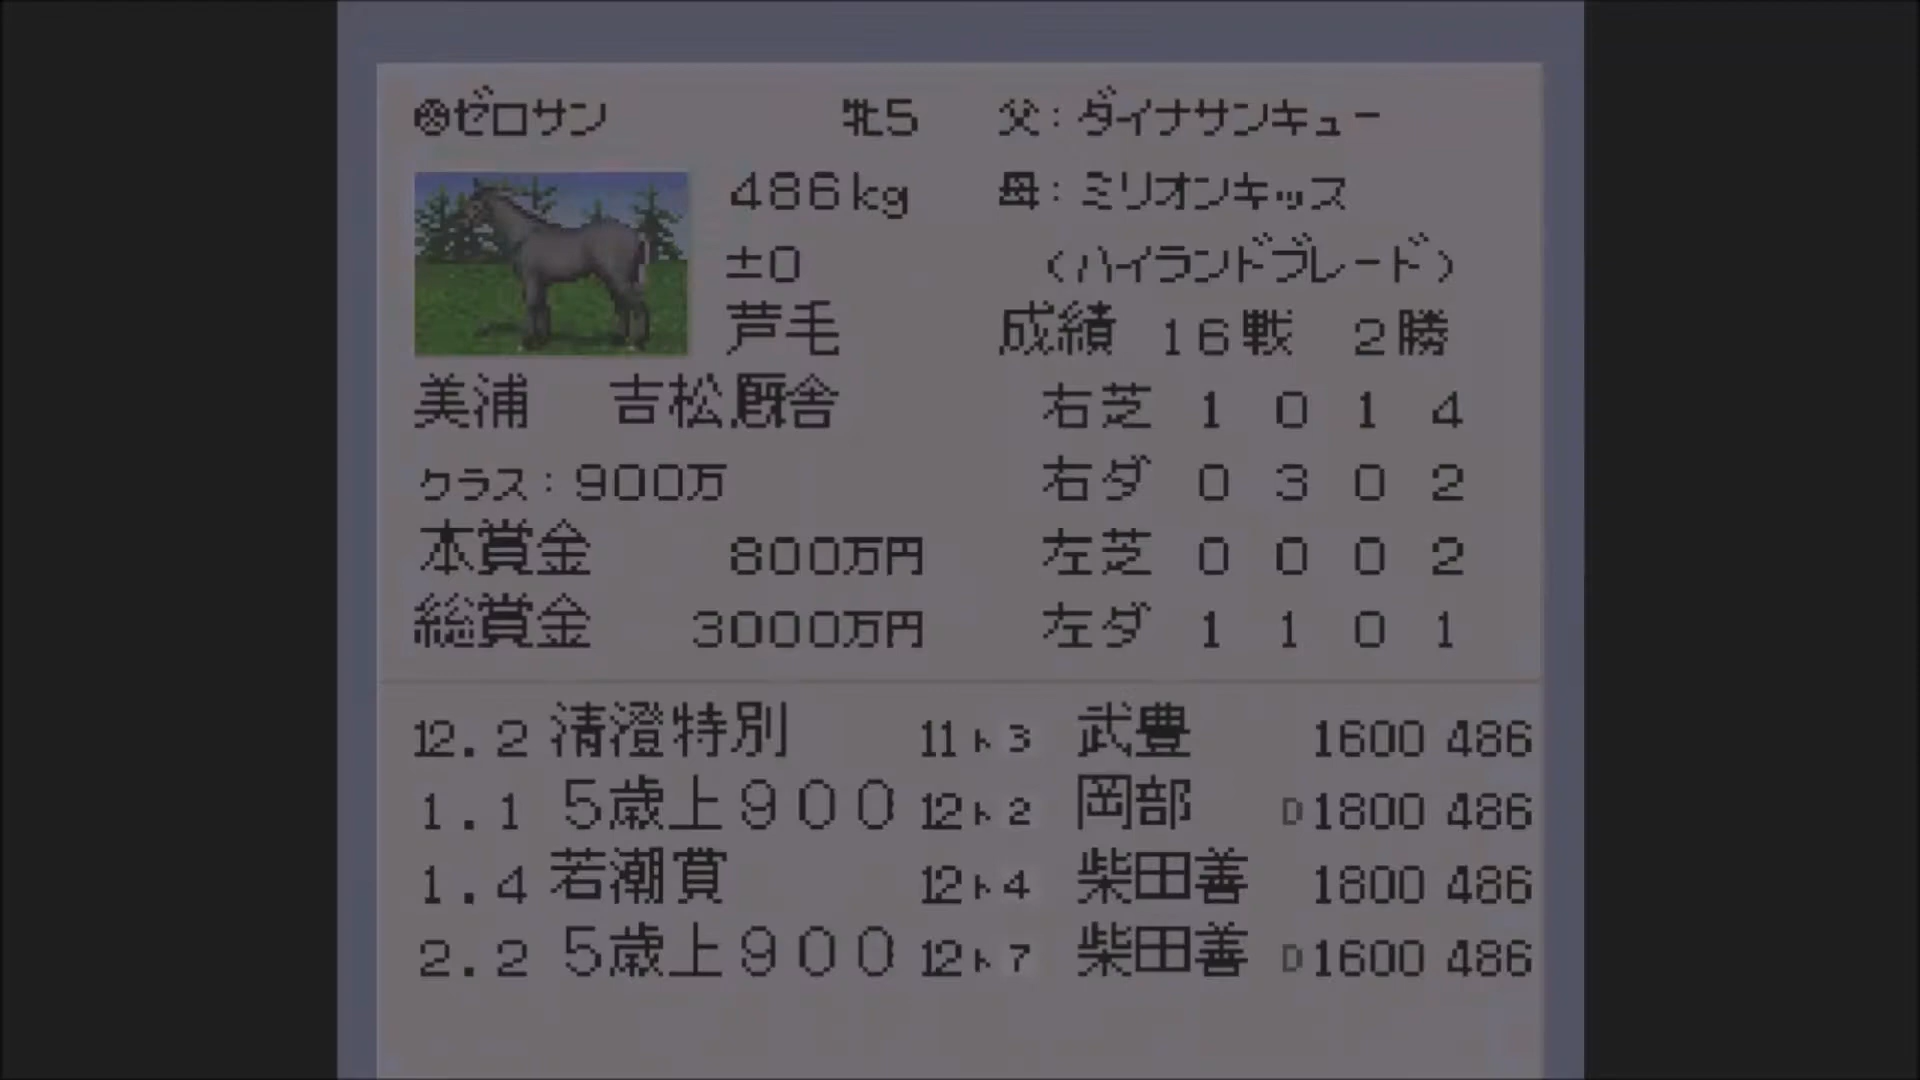 ゼロサン 牝5 父：ダイナサンキュー
486kg 母：ミリオンキッス
±0 （ハイランドブレード）
芦毛 成績 16戦 2勝
美浦 吉松厩舎 右芝 1 0 1 4
クラス：900万 右ダ 0 3 0 2
本賞金 800万円 左芝 0 0 0 2
総賞金 3000万円 左ダ 1 1 0 1
12.2 清澄特別 11ト3 武豊 1600 486
1.1 5歳上900 12ト2 岡部 D1800 486
1.4 若潮賞 12ト4 柴田善 1800 486
2.2 5歳上900 12ト7 柴田善 D1600 486